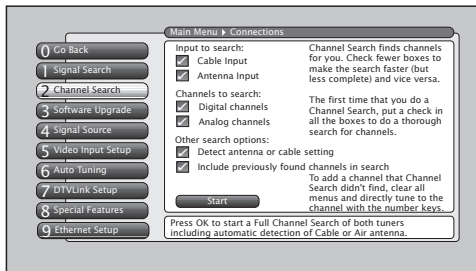 Main Menu ▸ Connections
0 Go Back
1 Signal Search
2 Channel Search
3 Software Upgrade
4 Signal Source
5 Video Input Setup
6 Auto Tuning
7 DTVLink Setup
8 Special Features
9 Ethernet Setup
Input to search:
Cable Input
Antenna Input
Channels to search:
Digital channels
Analog channels
Other search options:
Detect antenna or cable setting
Include previously found channels in search
Start
Channel Search finds channels
for you. Check fewer boxes to
make the search faster (but
less complete) and vice versa.
The first time that you do a
Channel Search, put a check in
all the boxes to do a thorough
search for channels.
To add a channel that Channel
Search didn't find, clear all
menus and directly tune to the
channel with the number keys.
Press OK to start a Full Channel Search of both tuners
including automatic detection of Cable or Air antenna.